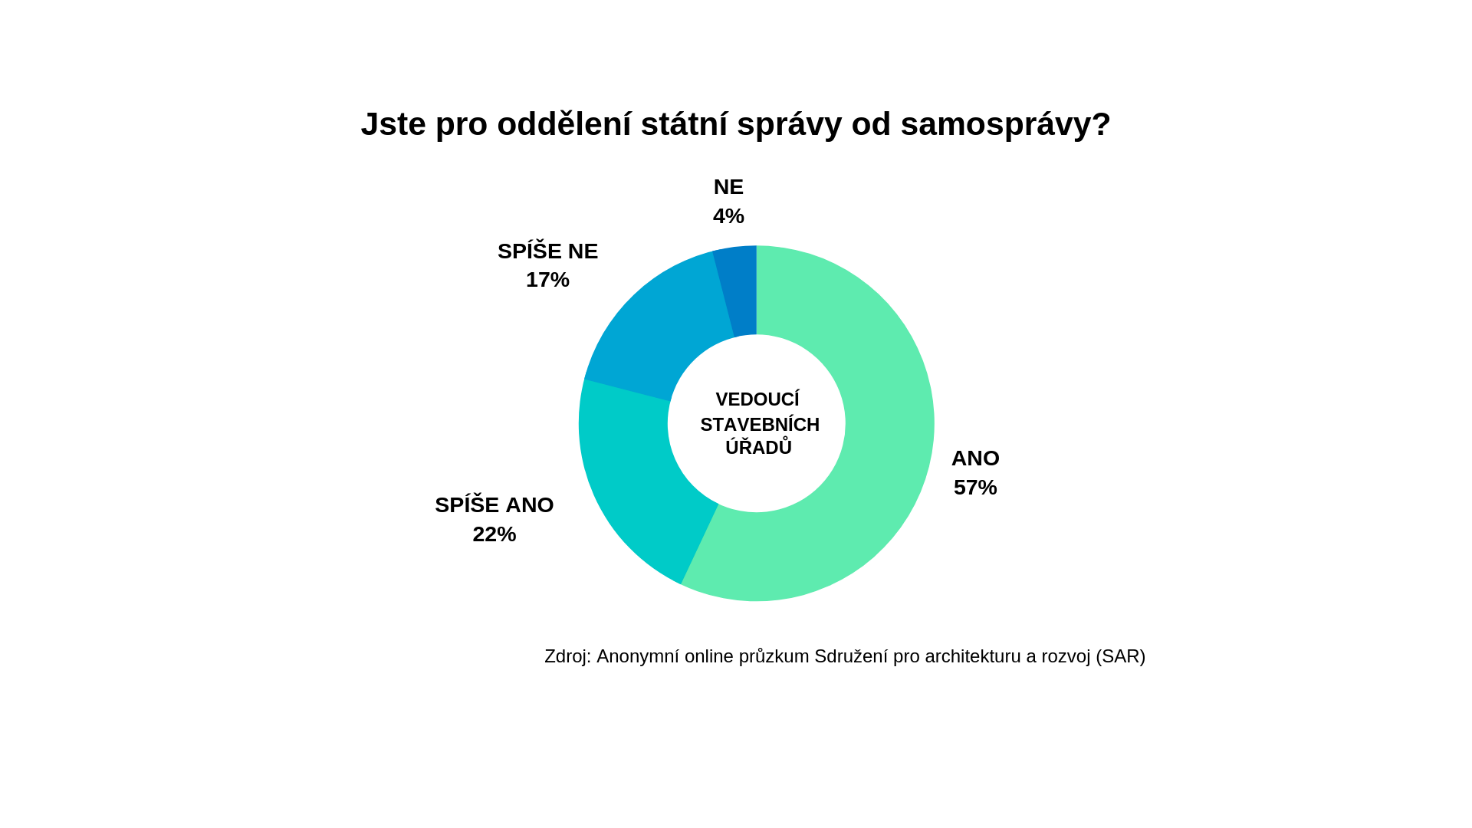 Jste pro oddělení státní správy od samosprávy?
NE
4%
SPÍŠE NE
17%
VEDOUCÍ
STAVEBNÍCH
ÚŘADŮ
ANO
57%
SPÍŠE ANO
22%
Zdroj: Anonymní online průzkum Sdružení pro architekturu a rozvoj (SAR)